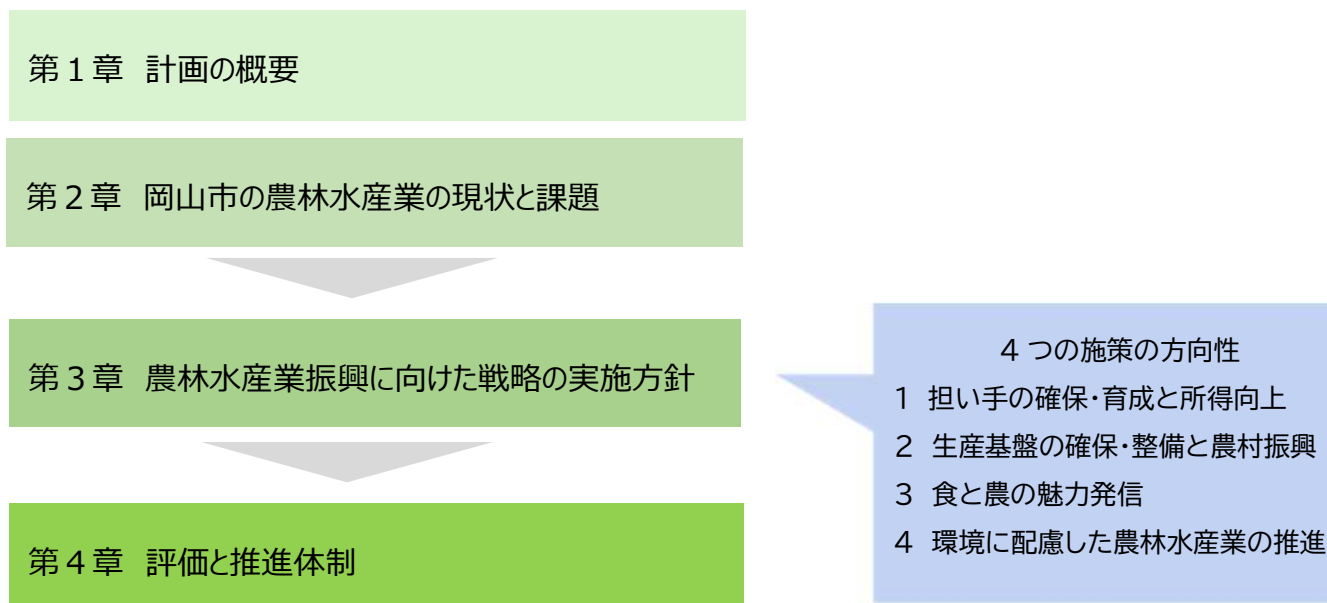 第1章 計画の概要
第2章 岡山市の農林水産業の現状と課題
第3章 農林水産業振興に向けた戦略の実施方針
第4章 評価と推進体制
4つの施策の方向性
1 担い手の確保・育成と所得向上
2 生産基盤の確保・整備と農村振興
3 食と農の魅力発信
4 環境に配慮した農林水産業の推進